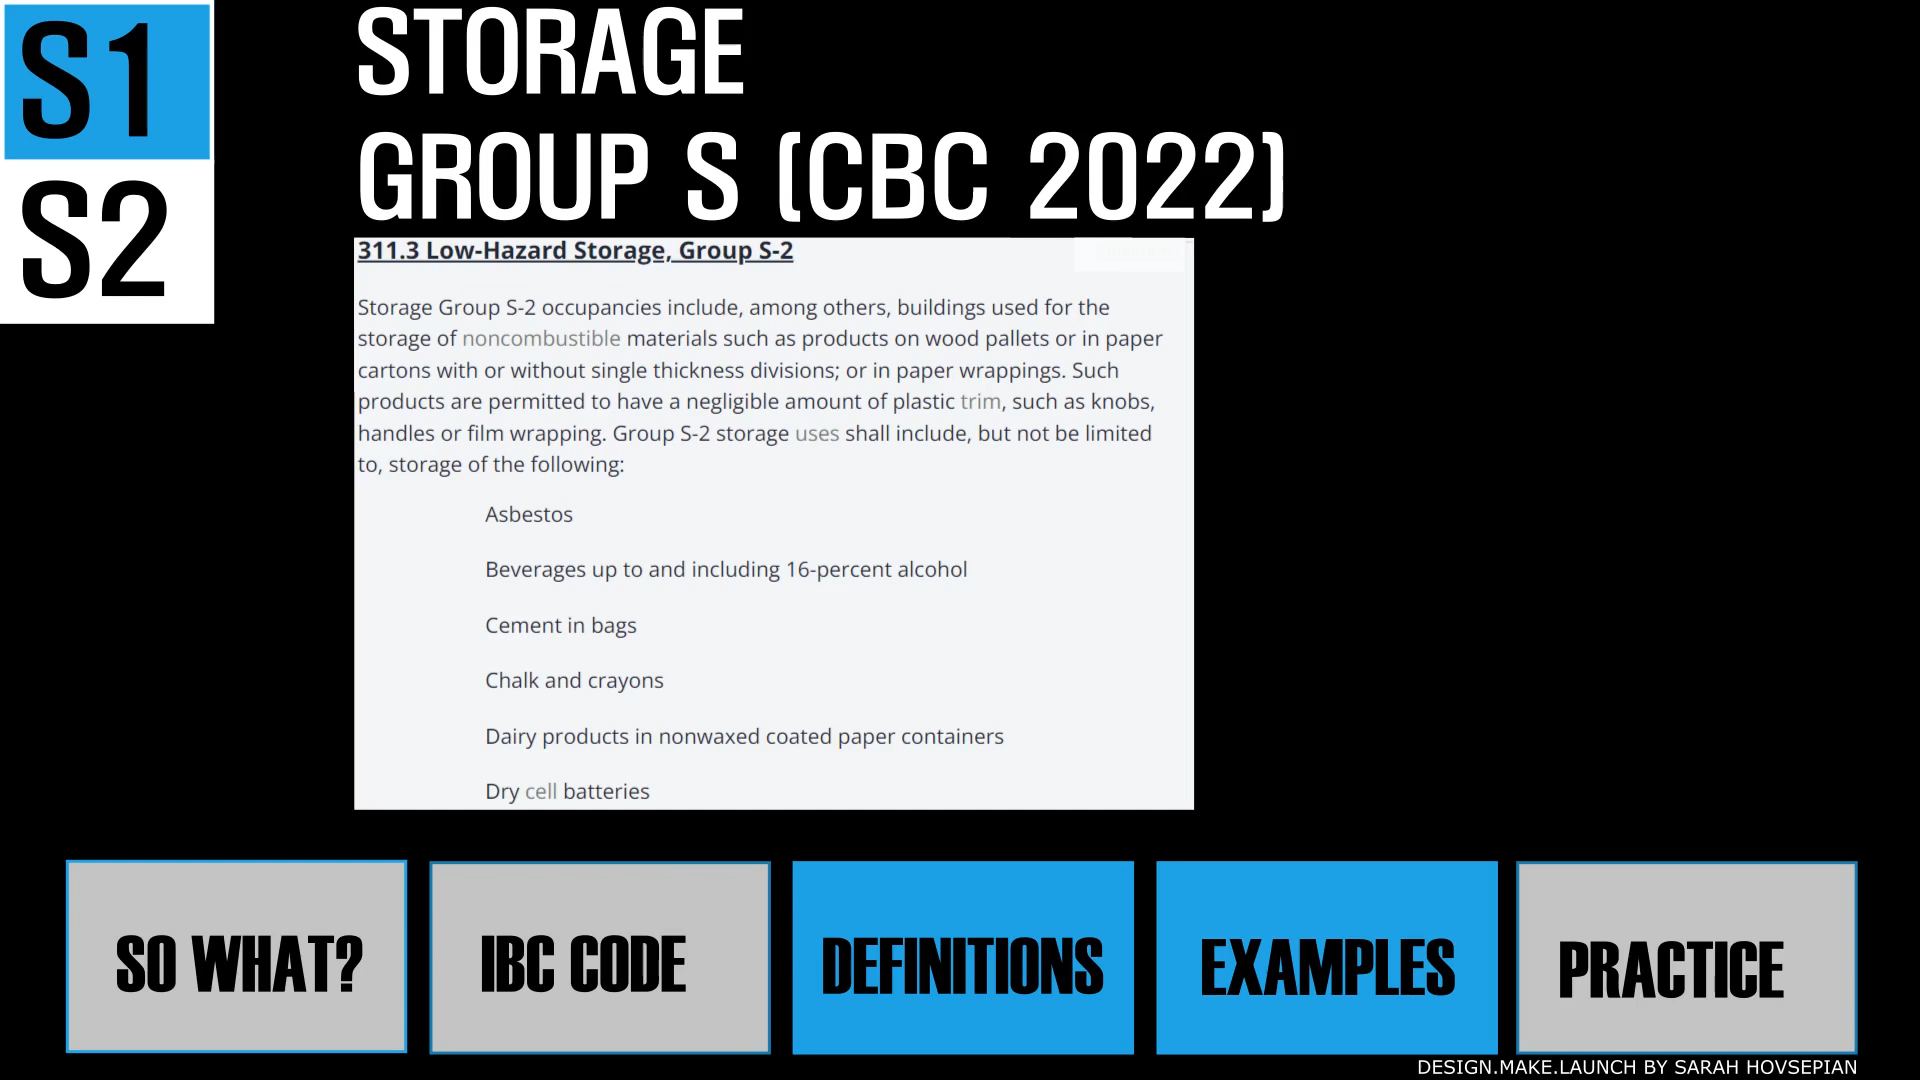 S1
S2
STORAGE
GROUP S (CBC 2022)
311.3 Low-Hazard Storage, Group S-2
Storage Group S-2 occupancies include, among others, buildings used for the
storage of noncombustible materials such as products on wood pallets or in paper
cartons with or without single thickness divisions; or in paper wrappings. Such
products are permitted to have a negligible amount of plastic trim, such as knobs,
handles or film wrapping. Group S-2 storage uses shall include, but not be limited
to, storage of the following:
Asbestos
Beverages up to and including 16-percent alcohol
Cement in bags
Chalk and crayons
Dairy products in nonwaxed coated paper containers
Dry cell batteries
SO WHAT?
IBC CODE
DEFINITIONS
EXAMPLES
PRACTICE
DESIGN.MAKE.LAUNCH BY SARAH HOVSEPIAN